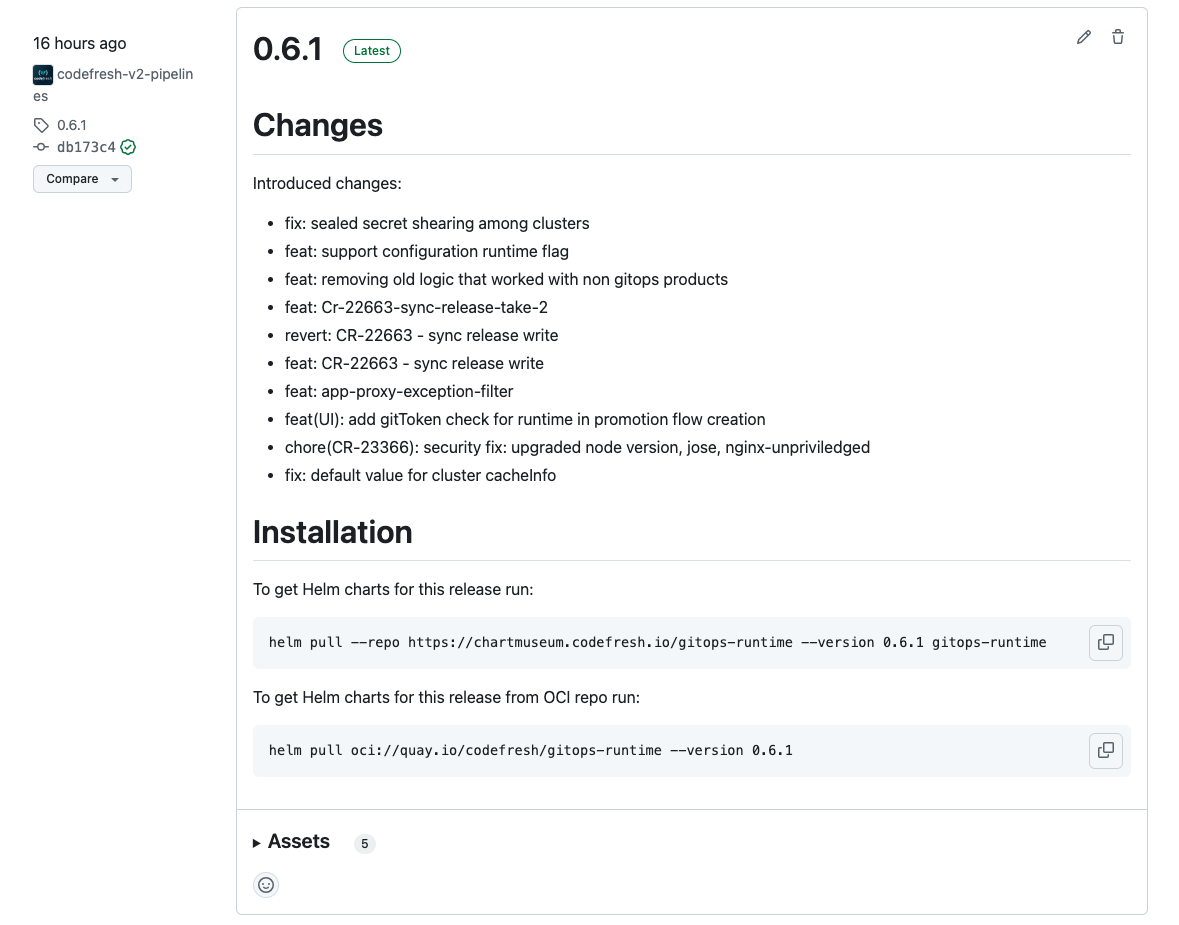 16 hours ago
codefresh-v2-pipelin
es
0.6.1
db173c4
Compare
0.6.1 Latest
Changes
Introduced changes:
• fix: sealed secret shearing among clusters
• feat: support configuration runtime flag
• feat: removing old logic that worked with non gitops products
• feat: Cr-22663-sync-release-take-2
• revert: CR-22663 - sync release write
• feat: CR-22663 - sync release write
• feat: app-proxy-exception-filter
• feat(UI): add gitToken check for runtime in promotion flow creation
• chore(CR-23366): security fix: upgraded node version, jose, nginx-unpriviledged
• fix: default value for cluster cacheInfo
Installation
To get Helm charts for this release run:
helm pull --repo https://chartmuseum.codefresh.io/gitops-runtime --version 0.6.1 gitops-runtime
To get Helm charts for this release from OCI repo run:
helm pull oci://quay.io/codefresh/gitops-runtime --version 0.6.1
Assets 5